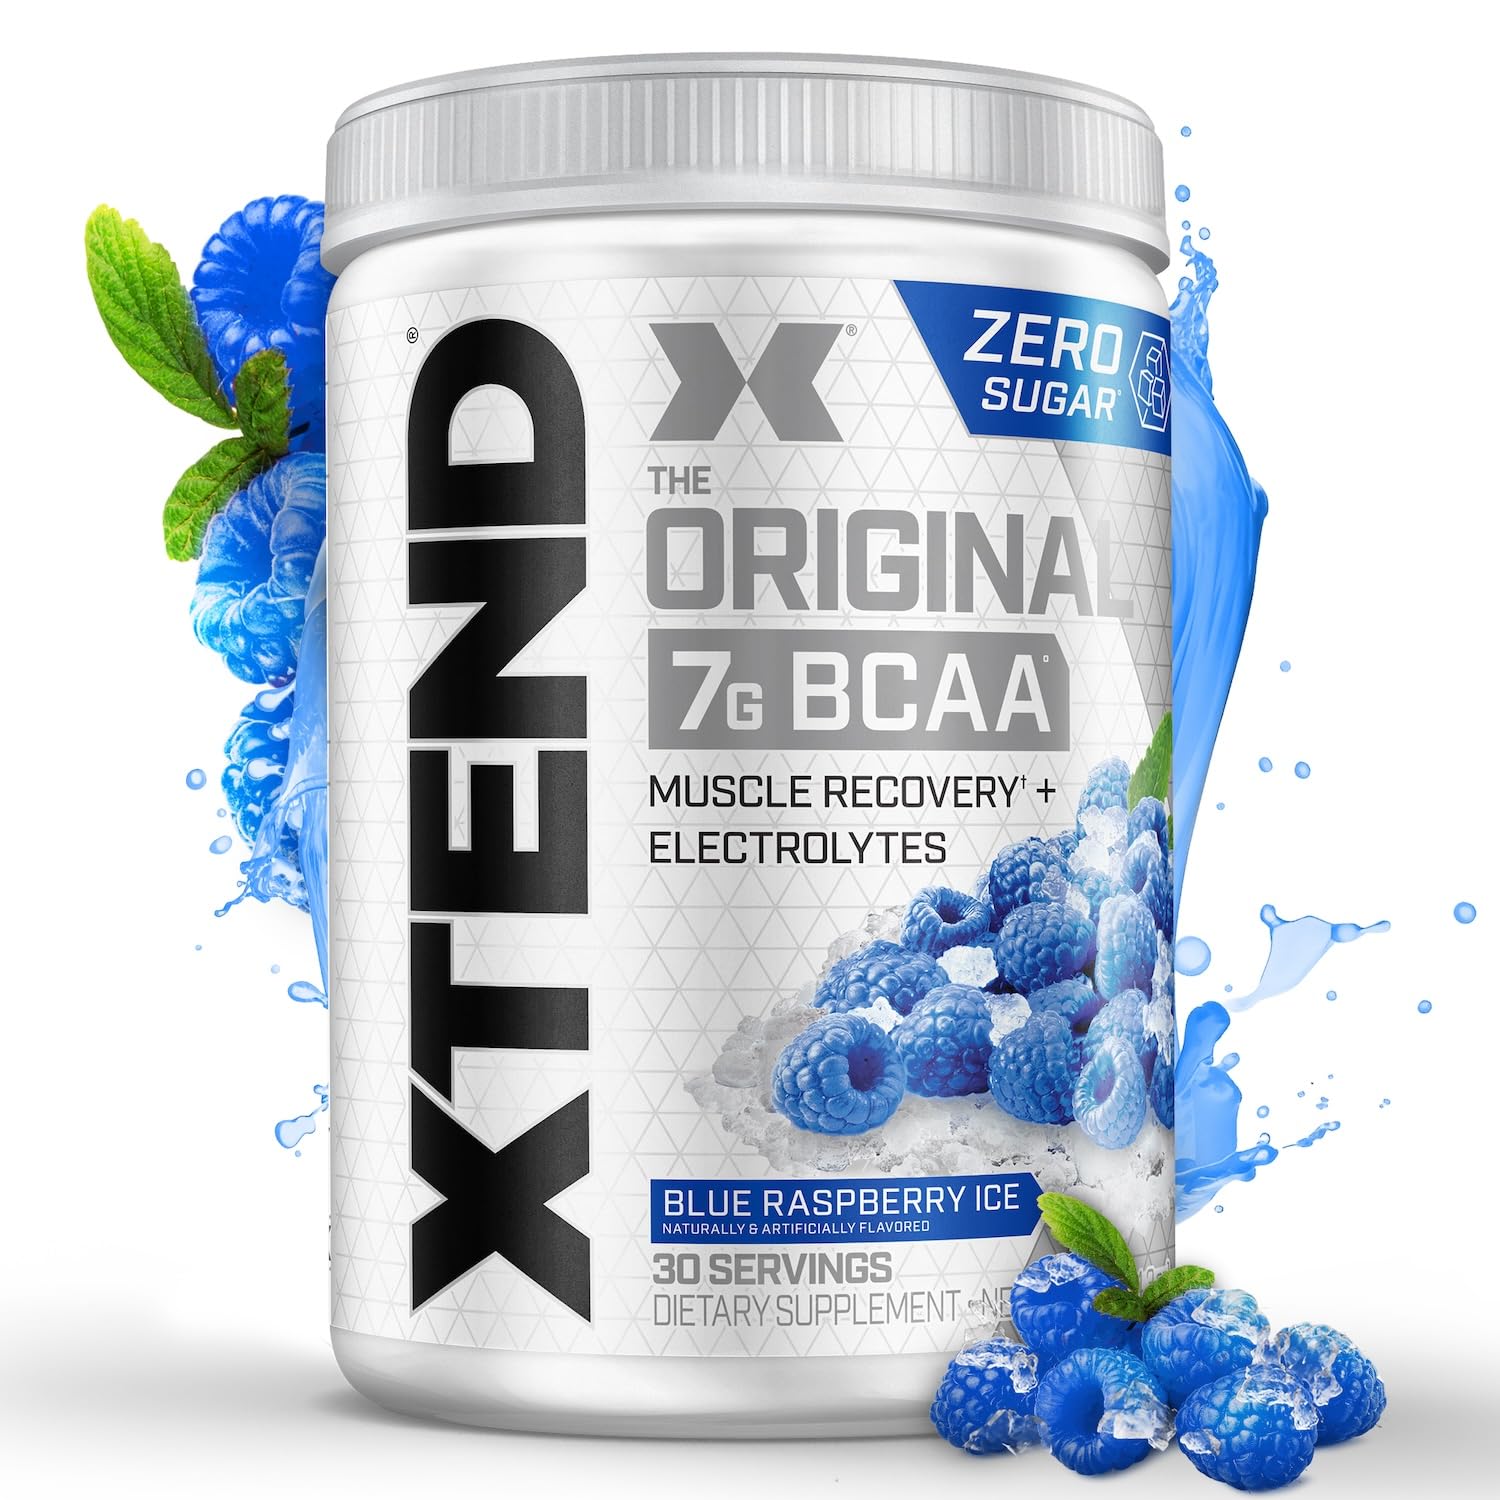 XTEND®
X®
ZERO
SUGAR°
THE
ORIGINAL
7G BCAA°
MUSCLE RECOVERY† +
ELECTROLYTES
BLUE RASPBERRY ICE
NATURALLY & ARTIFICIALLY FLAVORED
30 SERVINGS
DIETARY SUPPLEMENT